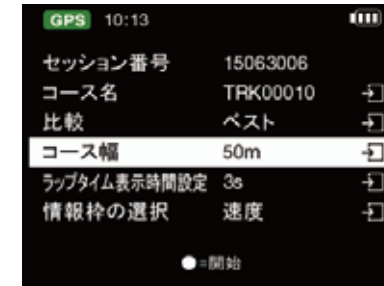 GPS 10:13
セッション番号 15063006
コース名 TRK00010
比較 ベスト
コース幅 50m
ラップタイム表示時間設定 3s
情報枠の選択 速度
●=開始